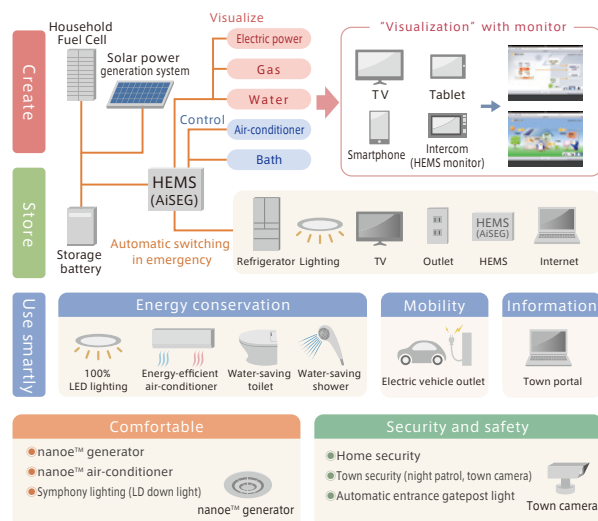 Household
Fuel Cell
Solar power
generation system
Visualize
Electric power
Gas
Water
Control
Air-conditioner
Bath
"Visualization" with monitor
TV
Tablet
Smartphone
Intercom
(HEMS monitor)
Create
HEMS
(AiSEG)
Store
Storage
battery
Automatic switching
in emergency
Refrigerator
Lighting
TV
Outlet
HEMS
(AiSEG)
HEMS
Internet
Use smartly
Energy conservation
100%
LED lighting
Energy-efficient
air-conditioner
Water-saving
toilet
Water-saving
shower
Mobility
Electric vehicle outlet
Information
Town portal
Comfortable
nanoe™ generator
nanoe™ air-conditioner
Symphony lighting (LD down light)
nanoe™ generator
Security and safety
Home security
Town security (night patrol, town camera)
Automatic entrance gatepost light
Town camera